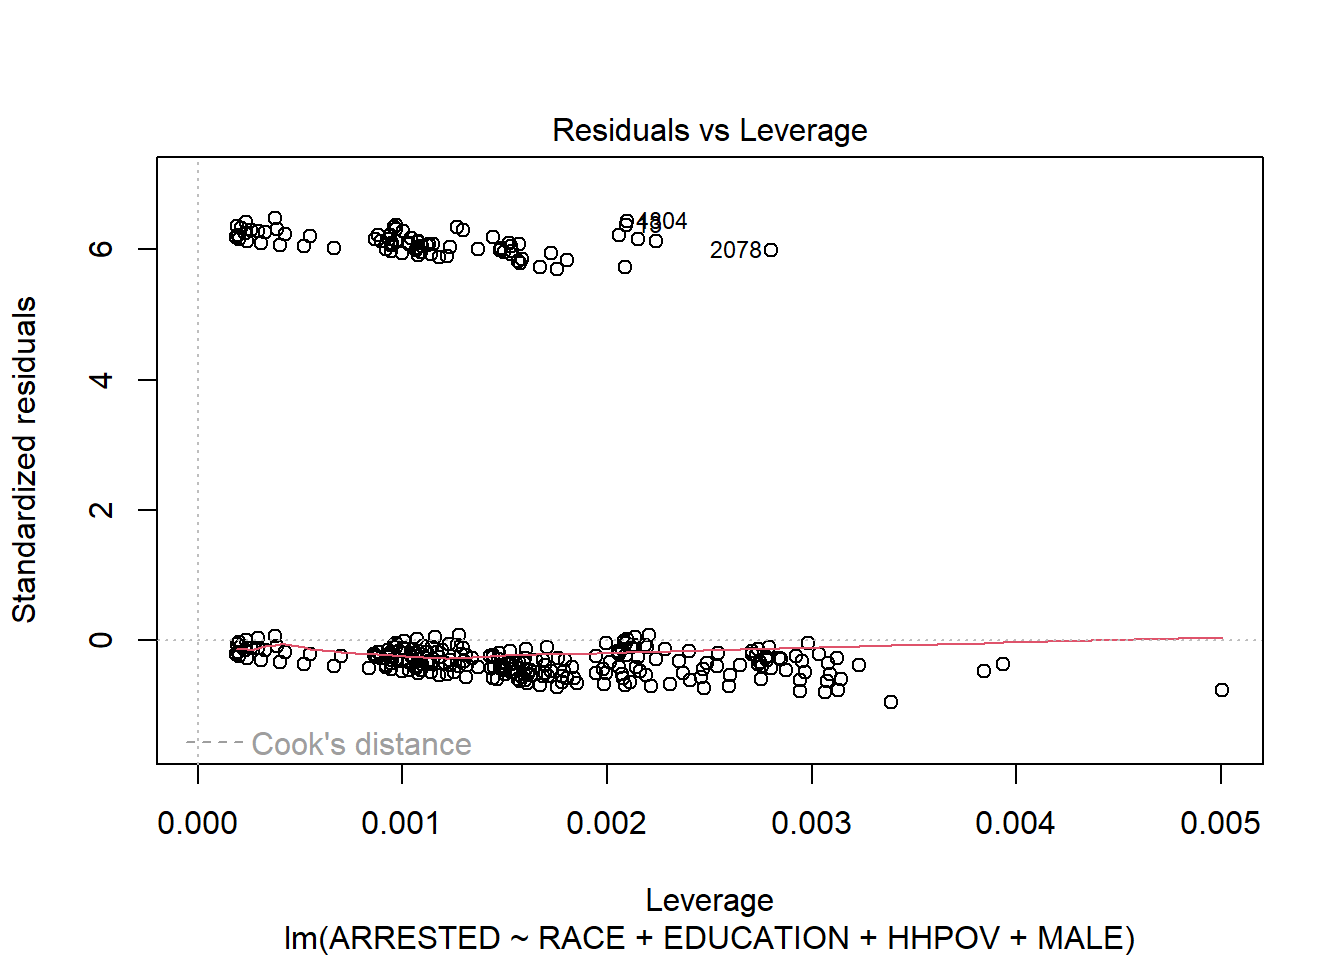 Residuals vs Leverage
Standardized residuals
6
4
2
0
4304
2078
Cook's distance
0.000 0.001 0.002 0.003 0.004 0.005
Leverage
lm(ARRESTED ~ RACE + EDUCATION + HHPOV + MALE)